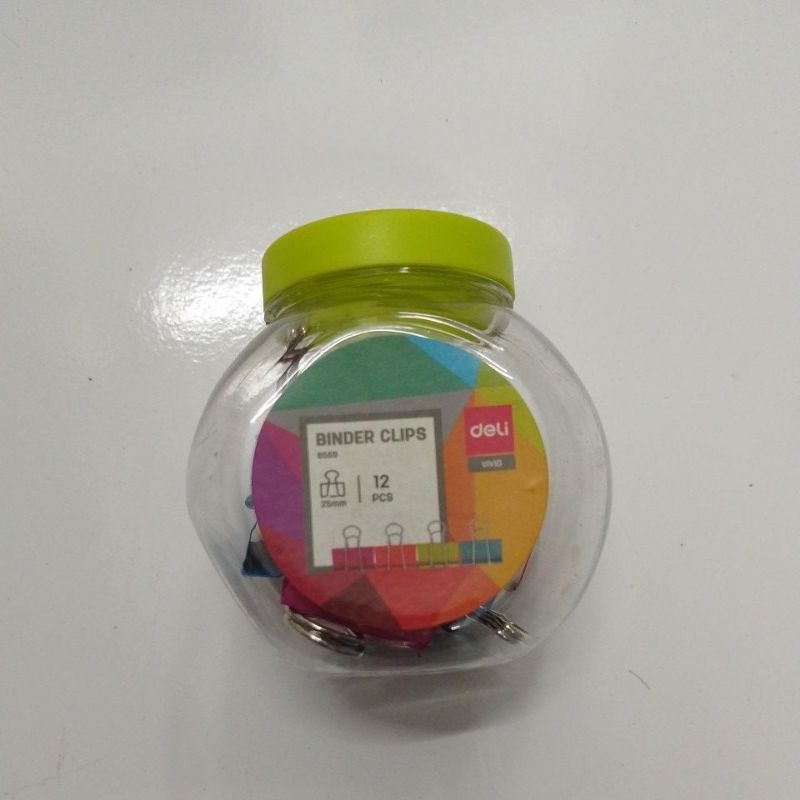 BINDER CLIPS
25mm
12
PCS
deli
VIVID